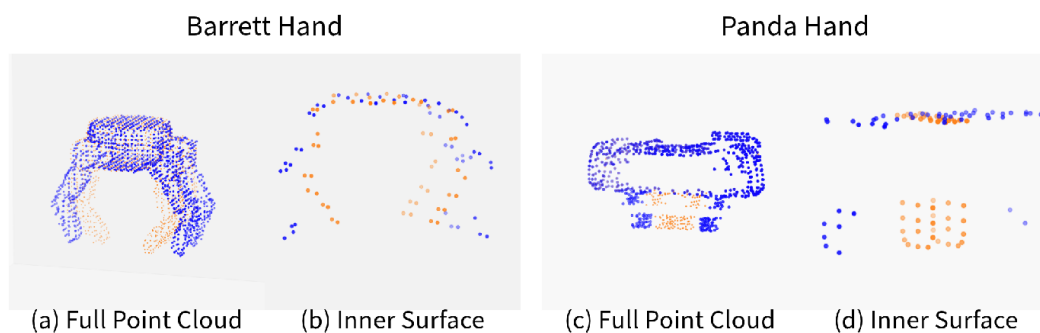 Barrett Hand
Panda Hand
(a) Full Point Cloud
(b) Inner Surface
(c) Full Point Cloud
(d) Inner Surface